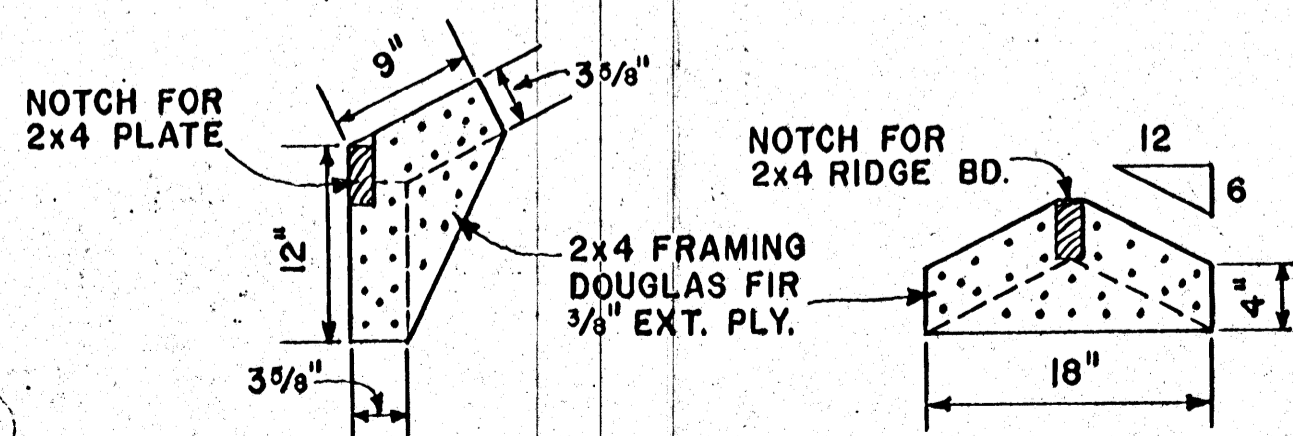 9"
3 5/8"
NOTCH FOR
2x4 PLATE
12"
3 5/8"
2x4 FRAMING
DOUGLAS FIR
3/8" EXT. PLY.
NOTCH FOR
2x4 RIDGE BD.
12
6
4"
18"